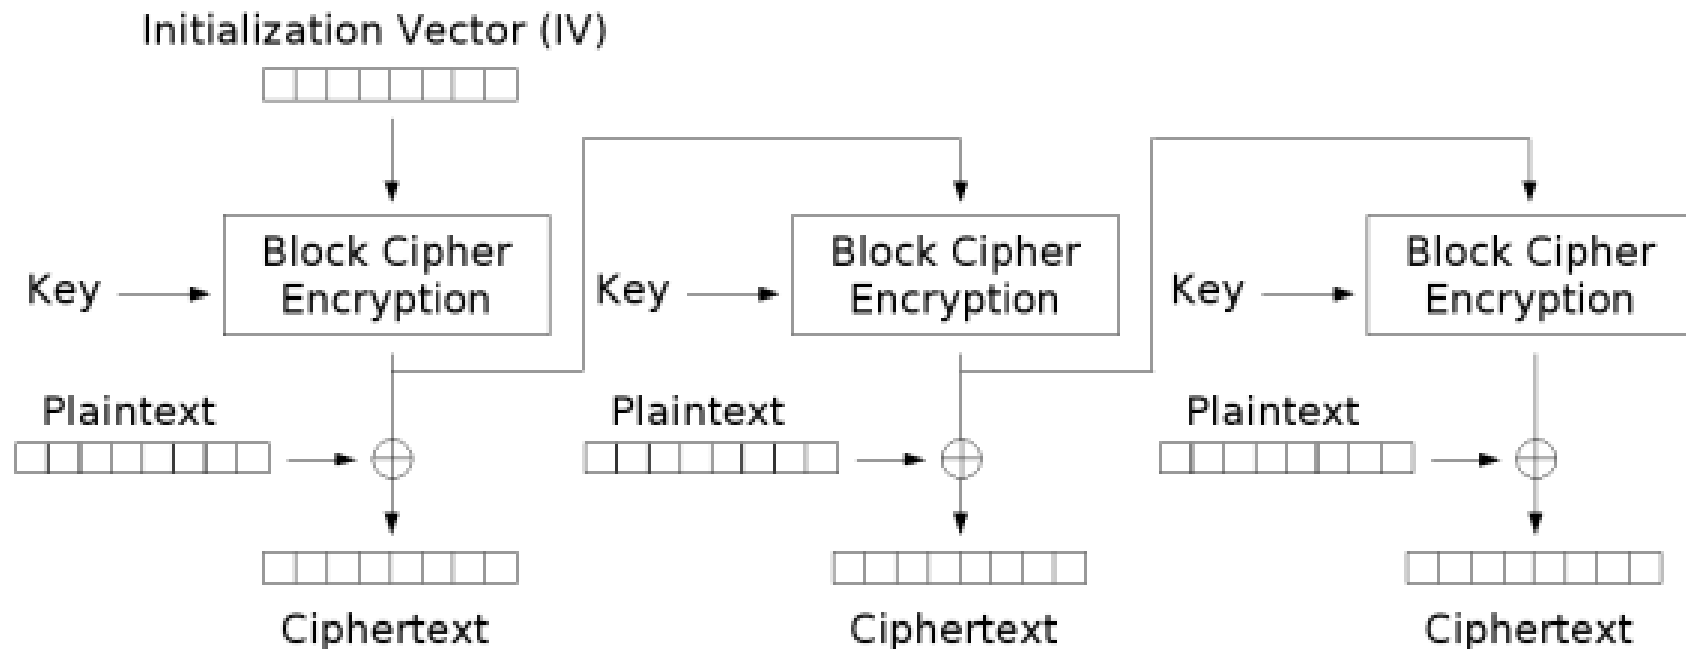 Initialization Vector (IV)
Block Cipher
Encryption
Key
Block Cipher
Encryption
Key
Block Cipher
Encryption
Key
Plaintext
Plaintext
Plaintext
Ciphertext
Ciphertext
Ciphertext